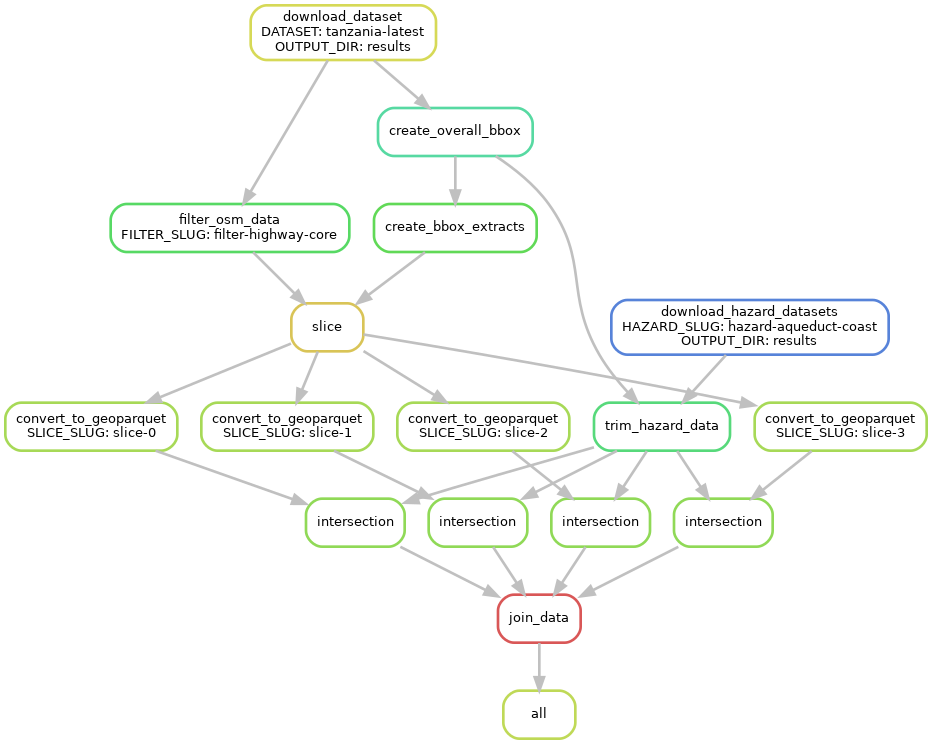 download_dataset
DATASET: tanzania-latest
OUTPUT_DIR: results
create_overall_bbox
filter_osm_data
FILTER_SLUG: filter-highway-core
create_bbox_extracts
slice
download_hazard_datasets
HAZARD_SLUG: hazard-aqueduct-coast
OUTPUT_DIR: results
convert_to_geoparquet
SLICE_SLUG: slice-0
convert_to_geoparquet
SLICE_SLUG: slice-1
convert_to_geoparquet
SLICE_SLUG: slice-2
trim_hazard_data
convert_to_geoparquet
SLICE_SLUG: slice-3
intersection
intersection
intersection
intersection
join_data
all